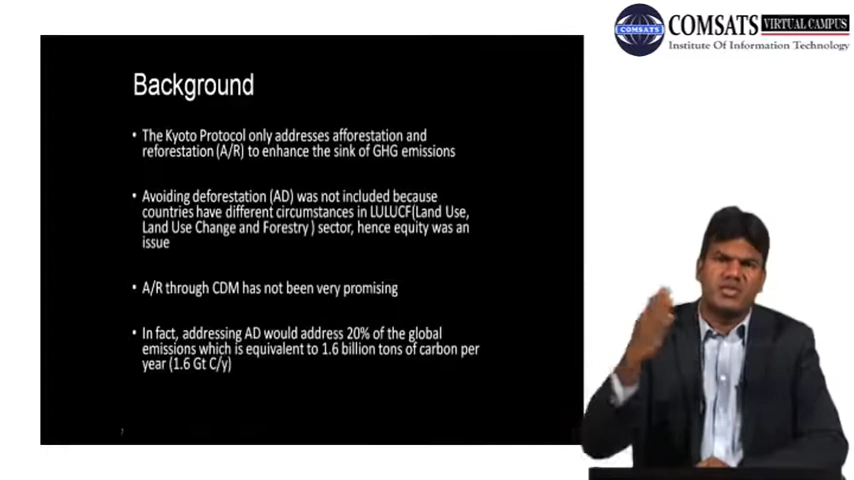 COMSATS VIRTUAL CAMPUS
COMSATS
Institute Of Information Technology
Background
• The Kyoto Protocol only addresses afforestation and
reforestation (A/R) to enhance the sink of GHG emissions
• Avoiding deforestation (AD) was not included because
countries have different circumstances in LULUCF(Land Use,
Land Use Change and Forestry ) sector, hence equity was an
issue
• A/R through CDM has not been very promising
• In fact, addressing AD would address 20% of the global
emissions which is equivalent to 1.6 billion tons of carbon per
year (1.6 Gt C/y)
7